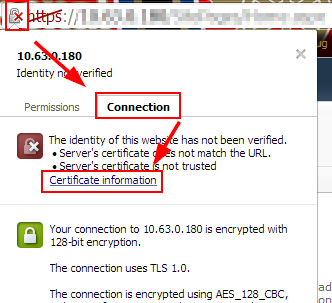 https://10.63.0.180/
10.63.0.180
Identity not verified
Permissions
Connection
The identity of this website has not been verified.
• Server's certificate does not match the URL.
• Server's certificate is not trusted
Certificate information
Your connection to 10.63.0.180 is encrypted with
128-bit encryption.
The connection uses TLS 1.0.
The connection is encrypted using AES_128_CBC,